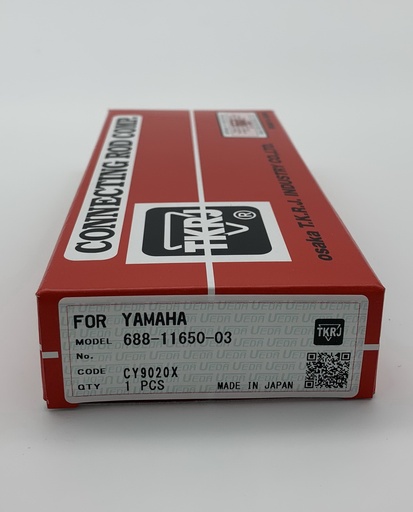 CONNECTING ROD COMP.
TKRJ
®
osaka T.K.R.J. INDUSTRY CO.,LTD.
FOR YAMAHA
MODEL 688-11650-03
No.
CODE CY9020X
QTY 1 PCS MADE IN JAPAN
TKRJ